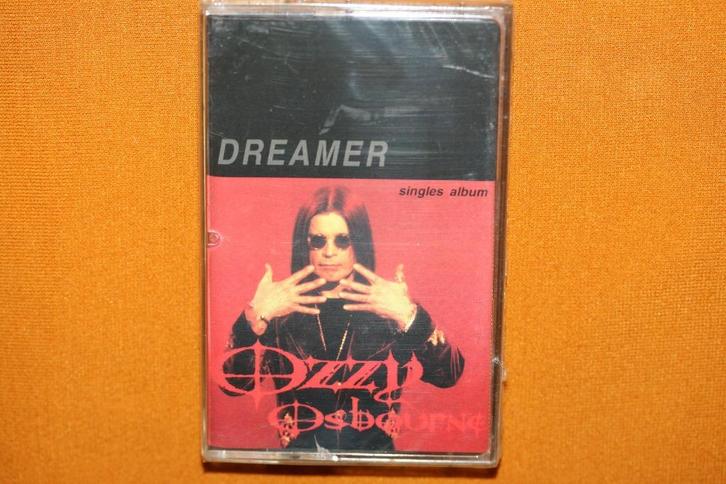 DREAMER
singles album
Ozzy
Osbourne